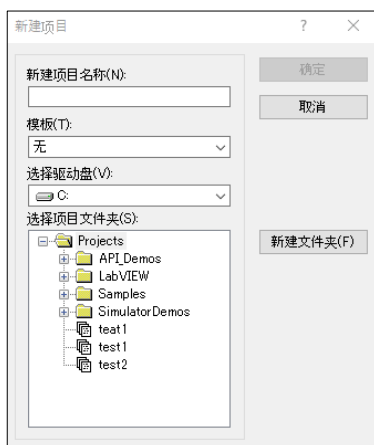 新建项目
?
新建项目名称(N):
确定
取消
模板(T):
无
选择驱动盘(V):
C:
选择项目文件夹(S):
新建文件夹(F)
Projects
API_Demos
LabVIEW
Samples
SimulatorDemos
teat1
test1
test2